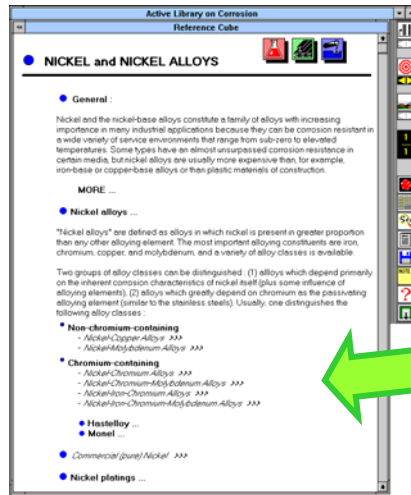 Active Library on Corrosion
Reference Cube
NICKEL and NICKEL ALLOYS
General :
Nickel and the nickel-base alloys constitute a family of alloys with increasing
importance in many industrial applications because they can be corrosion resistant in
a wide variety of service environments that range from sub-zero to elevated
temperatures. Some types have an almost unsurpassed corrosion resistance in
certain media, but nickel alloys are usually more expensive than, for example,
iron-base or copper-base alloys or than plastic materials of construction.
MORE ...
Nickel alloys ...
"Nickel alloys" are defined as alloys in which nickel is present in greater proportion
than any other alloying element. The most important alloying constituents are iron,
chromium, copper, and molybdenum, and a variety of alloy classes is available.
Two groups of alloy classes can be distinguished : (1) alloys which depend primarily
on the inherent corrosion characteristics of nickel itself (plus some influence of
alloying elements), (2) alloys which greatly depend on chromium as the passivating
alloying element (similar to the stainless steels). Usually, one distinguishes the
following alloy classes :
Non-chromium-containing
- Nickel-Copper Alloys >>>
- Nickel-Molybdenum Alloys >>>
Chromium-containing
- Nickel-Chromium Alloys >>>
- Nickel-Chromium-Molybdenum Alloys >>>
- Nickel-Iron-Chromium Alloys >>>
- Nickel-Iron-Chromium-Molybdenum Alloys >>>
Hastelloy ...
Monel ...
Commercial (pure) Nickel >>>
Nickel platings ...